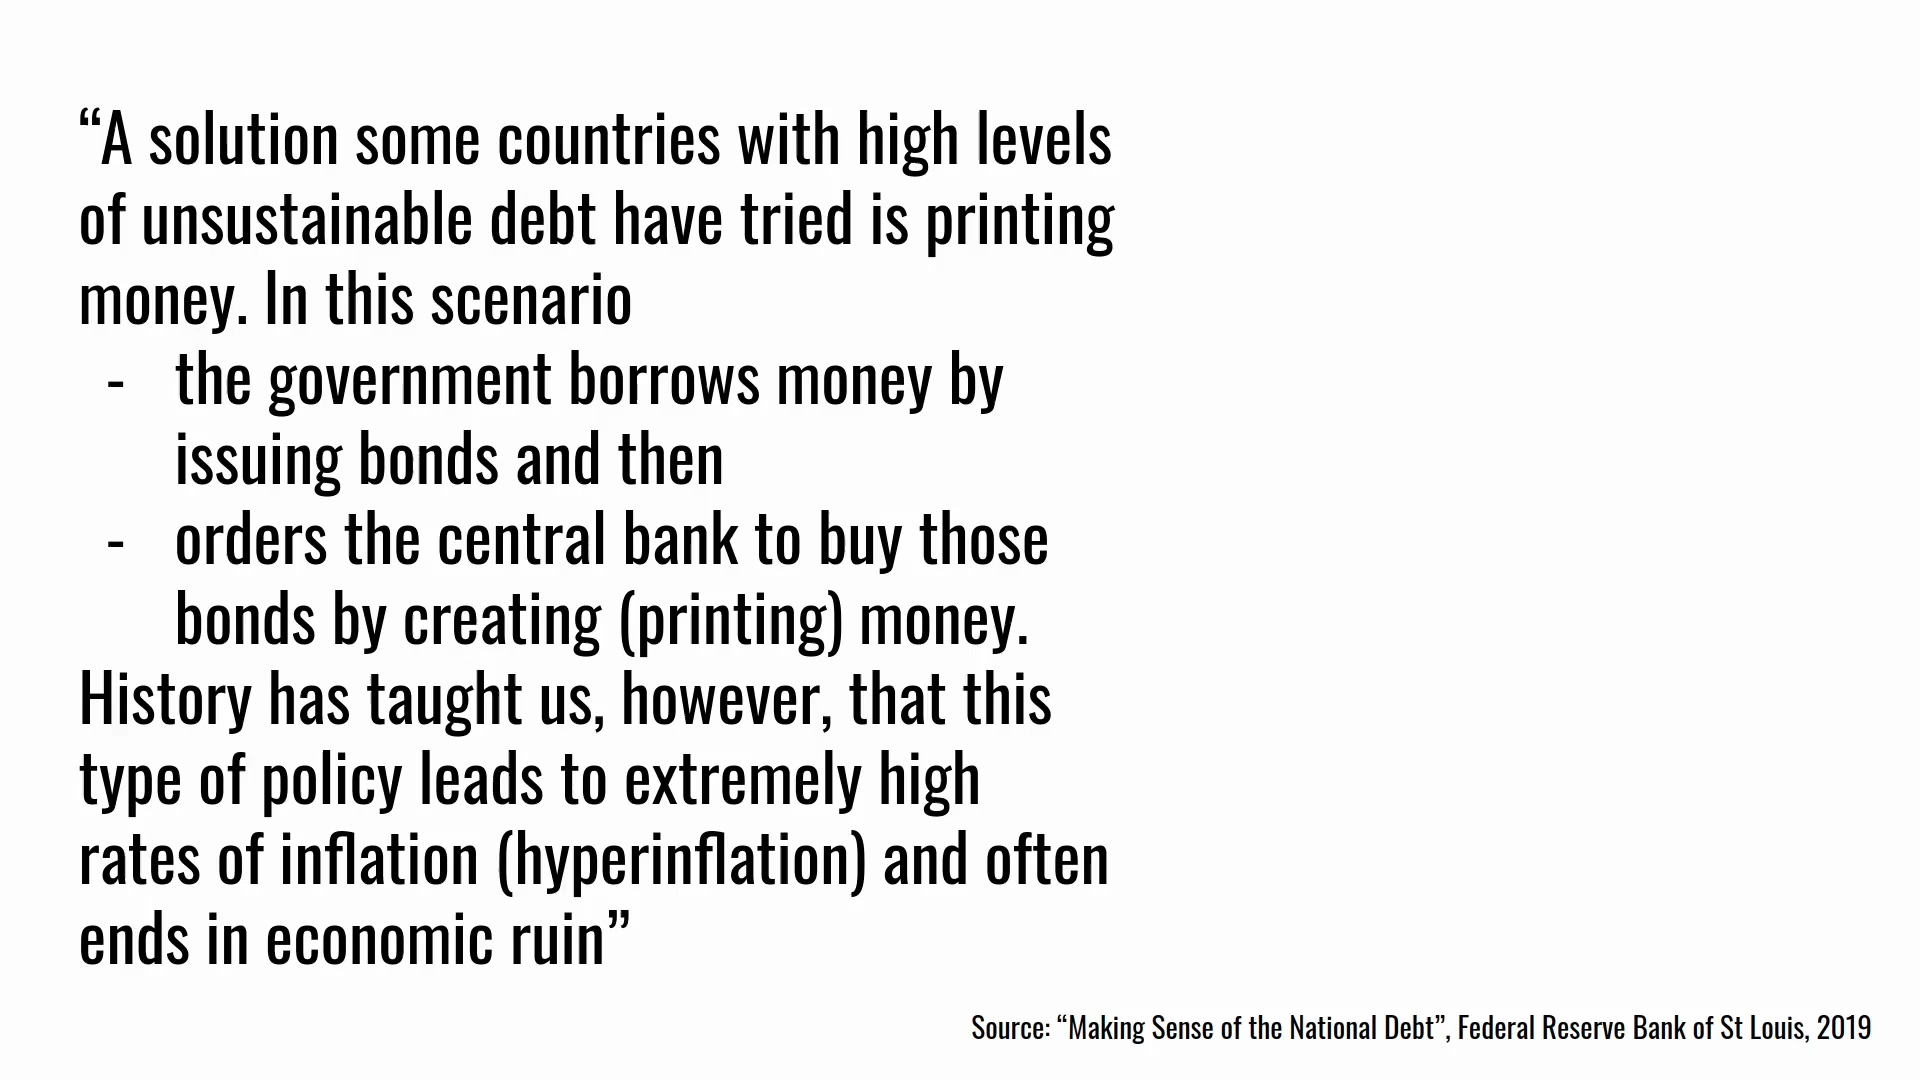 “A solution some countries with high levels
of unsustainable debt have tried is printing
money. In this scenario
- the government borrows money by
issuing bonds and then
- orders the central bank to buy those
bonds by creating (printing) money.
History has taught us, however, that this
type of policy leads to extremely high
rates of inflation (hyperinflation) and often
ends in economic ruin”
Source: “Making Sense of the National Debt”, Federal Reserve Bank of St Louis, 2019